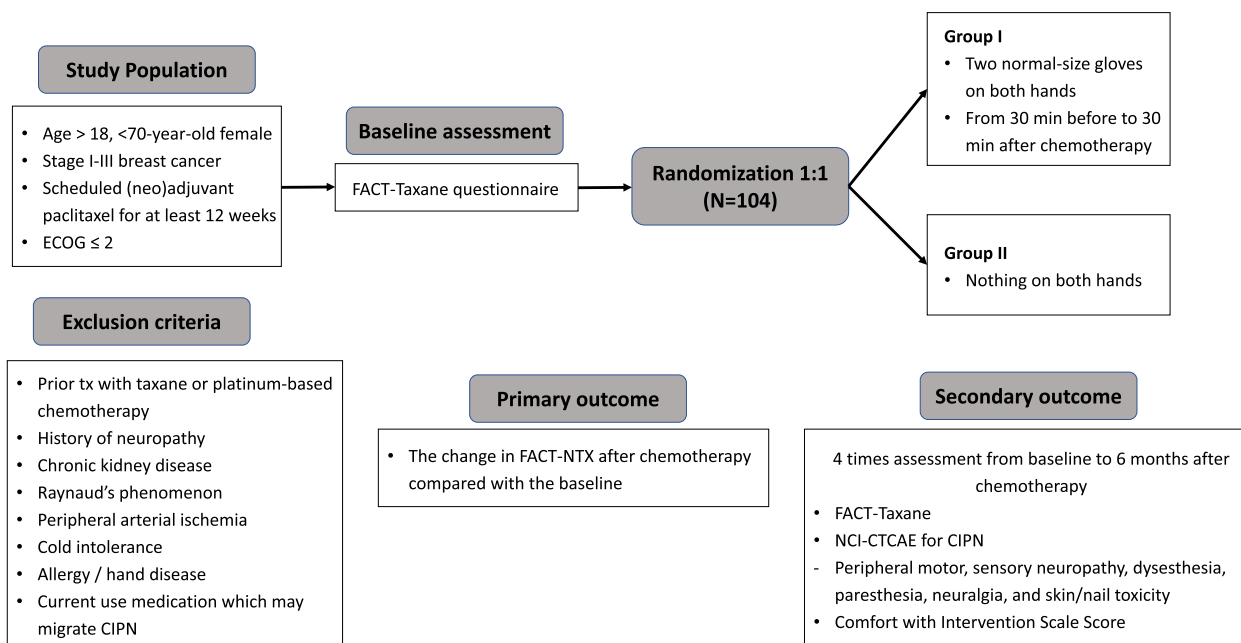 Study Population
• Age > 18, <70-year-old female
• Stage I-III breast cancer
• Scheduled (neo)adjuvant
paclitaxel for at least 12 weeks
• ECOG ≤ 2
Baseline assessment
FACT-Taxane questionnaire
Randomization 1:1
(N=104)
Group I
• Two normal-size gloves
on both hands
• From 30 min before to 30
min after chemotherapy
Group II
• Nothing on both hands
Exclusion criteria
• Prior tx with taxane or platinum-based
chemotherapy
• History of neuropathy
• Chronic kidney disease
• Raynaud's phenomenon
• Peripheral arterial ischemia
• Cold intolerance
• Allergy / hand disease
• Current use medication which may
migrate CIPN
Primary outcome
• The change in FACT-NTX after chemotherapy
compared with the baseline
Secondary outcome
4 times assessment from baseline to 6 months after
chemotherapy
• FACT-Taxane
• NCI-CTCAE for CIPN
- Peripheral motor, sensory neuropathy, dysesthesia,
paresthesia, neuralgia, and skin/nail toxicity
• Comfort with Intervention Scale Score